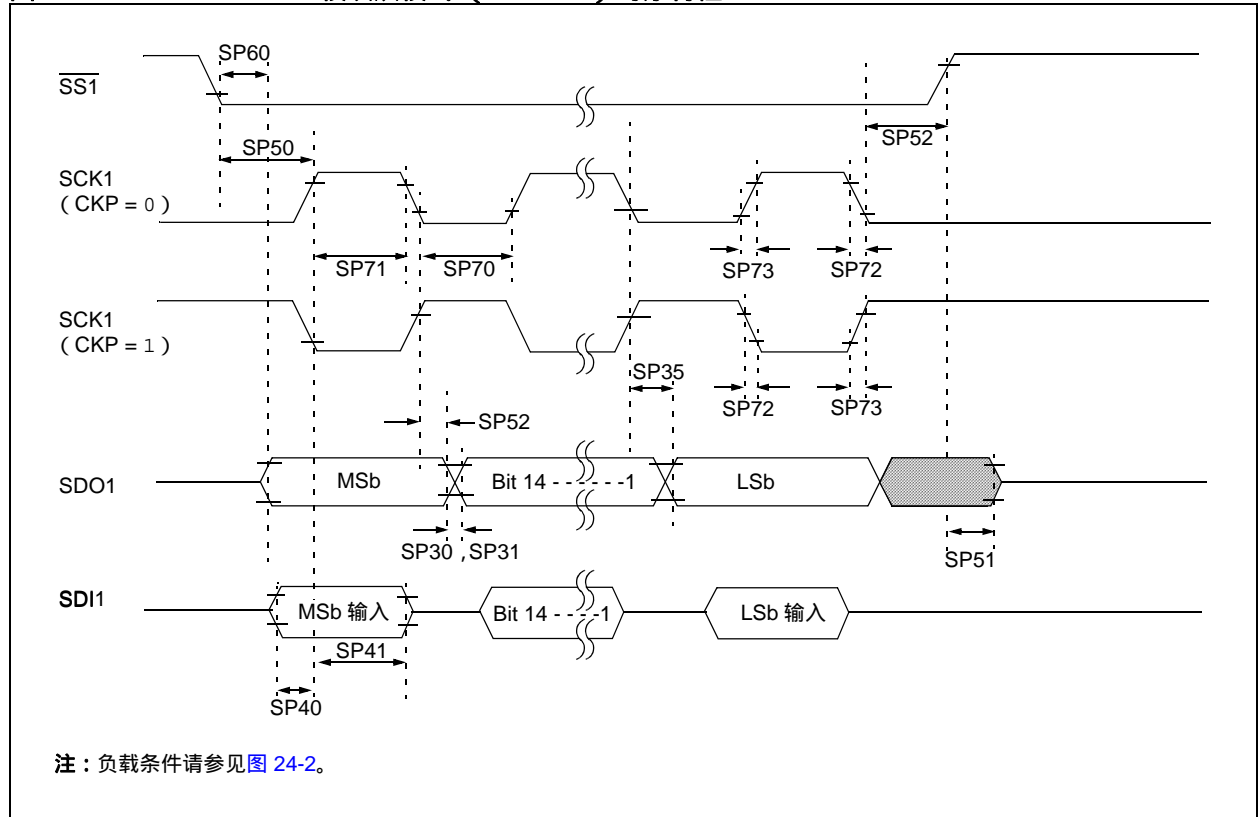 SP60
SS1
SP50
SP52
SCK1
( CKP = 0 )
SP71
SP70
SP73
SP72
SCK1
( CKP = 1 )
SP35
SP72
SP73
SP52
SDO1
MSb
Bit 14 - - - - - -1
LSb
SP30 ,SP31
SP51
SDI1
MSb 输入
Bit 14 - - - -1
LSb 输入
SP41
SP40
注：负载条件请参见图 24-2。